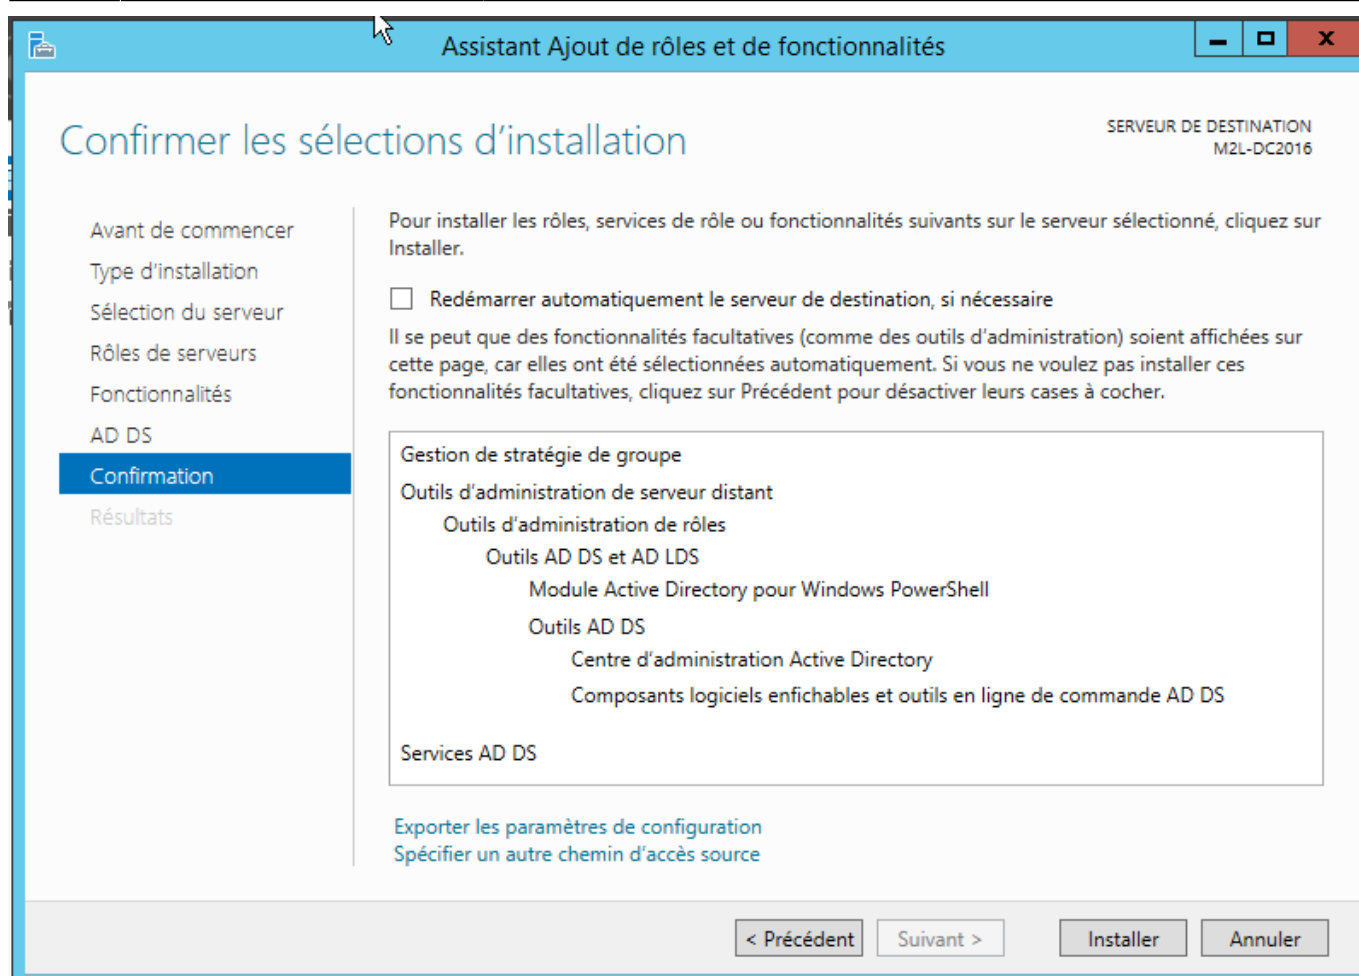 Assistant Ajout de rôles et de fonctionnalités
Confirmer les sélections d'installation
SERVEUR DE DESTINATION
M2L-DC2016
Avant de commencer
Type d'installation
Sélection du serveur
Rôles de serveurs
Fonctionnalités
AD DS
Confirmation
Résultats
Pour installer les rôles, services de rôle ou fonctionnalités suivants sur le serveur sélectionné, cliquez sur
Installer.
Redémarrer automatiquement le serveur de destination, si nécessaire
Il se peut que des fonctionnalités facultatives (comme des outils d'administration) soient affichées sur
cette page, car elles ont été sélectionnées automatiquement. Si vous ne voulez pas installer ces
fonctionnalités facultatives, cliquez sur Précédent pour désactiver leurs cases à cocher.
Gestion de stratégie de groupe
Outils d'administration de serveur distant
Outils d'administration de rôles
Outils AD DS et AD LDS
Module Active Directory pour Windows PowerShell
Outils AD DS
Centre d'administration Active Directory
Composants logiciels enfichables et outils en ligne de commande AD DS
Services AD DS
Exporter les paramètres de configuration
Spécifier un autre chemin d'accès source
< Précédent
Suivant >
Installer
Annuler